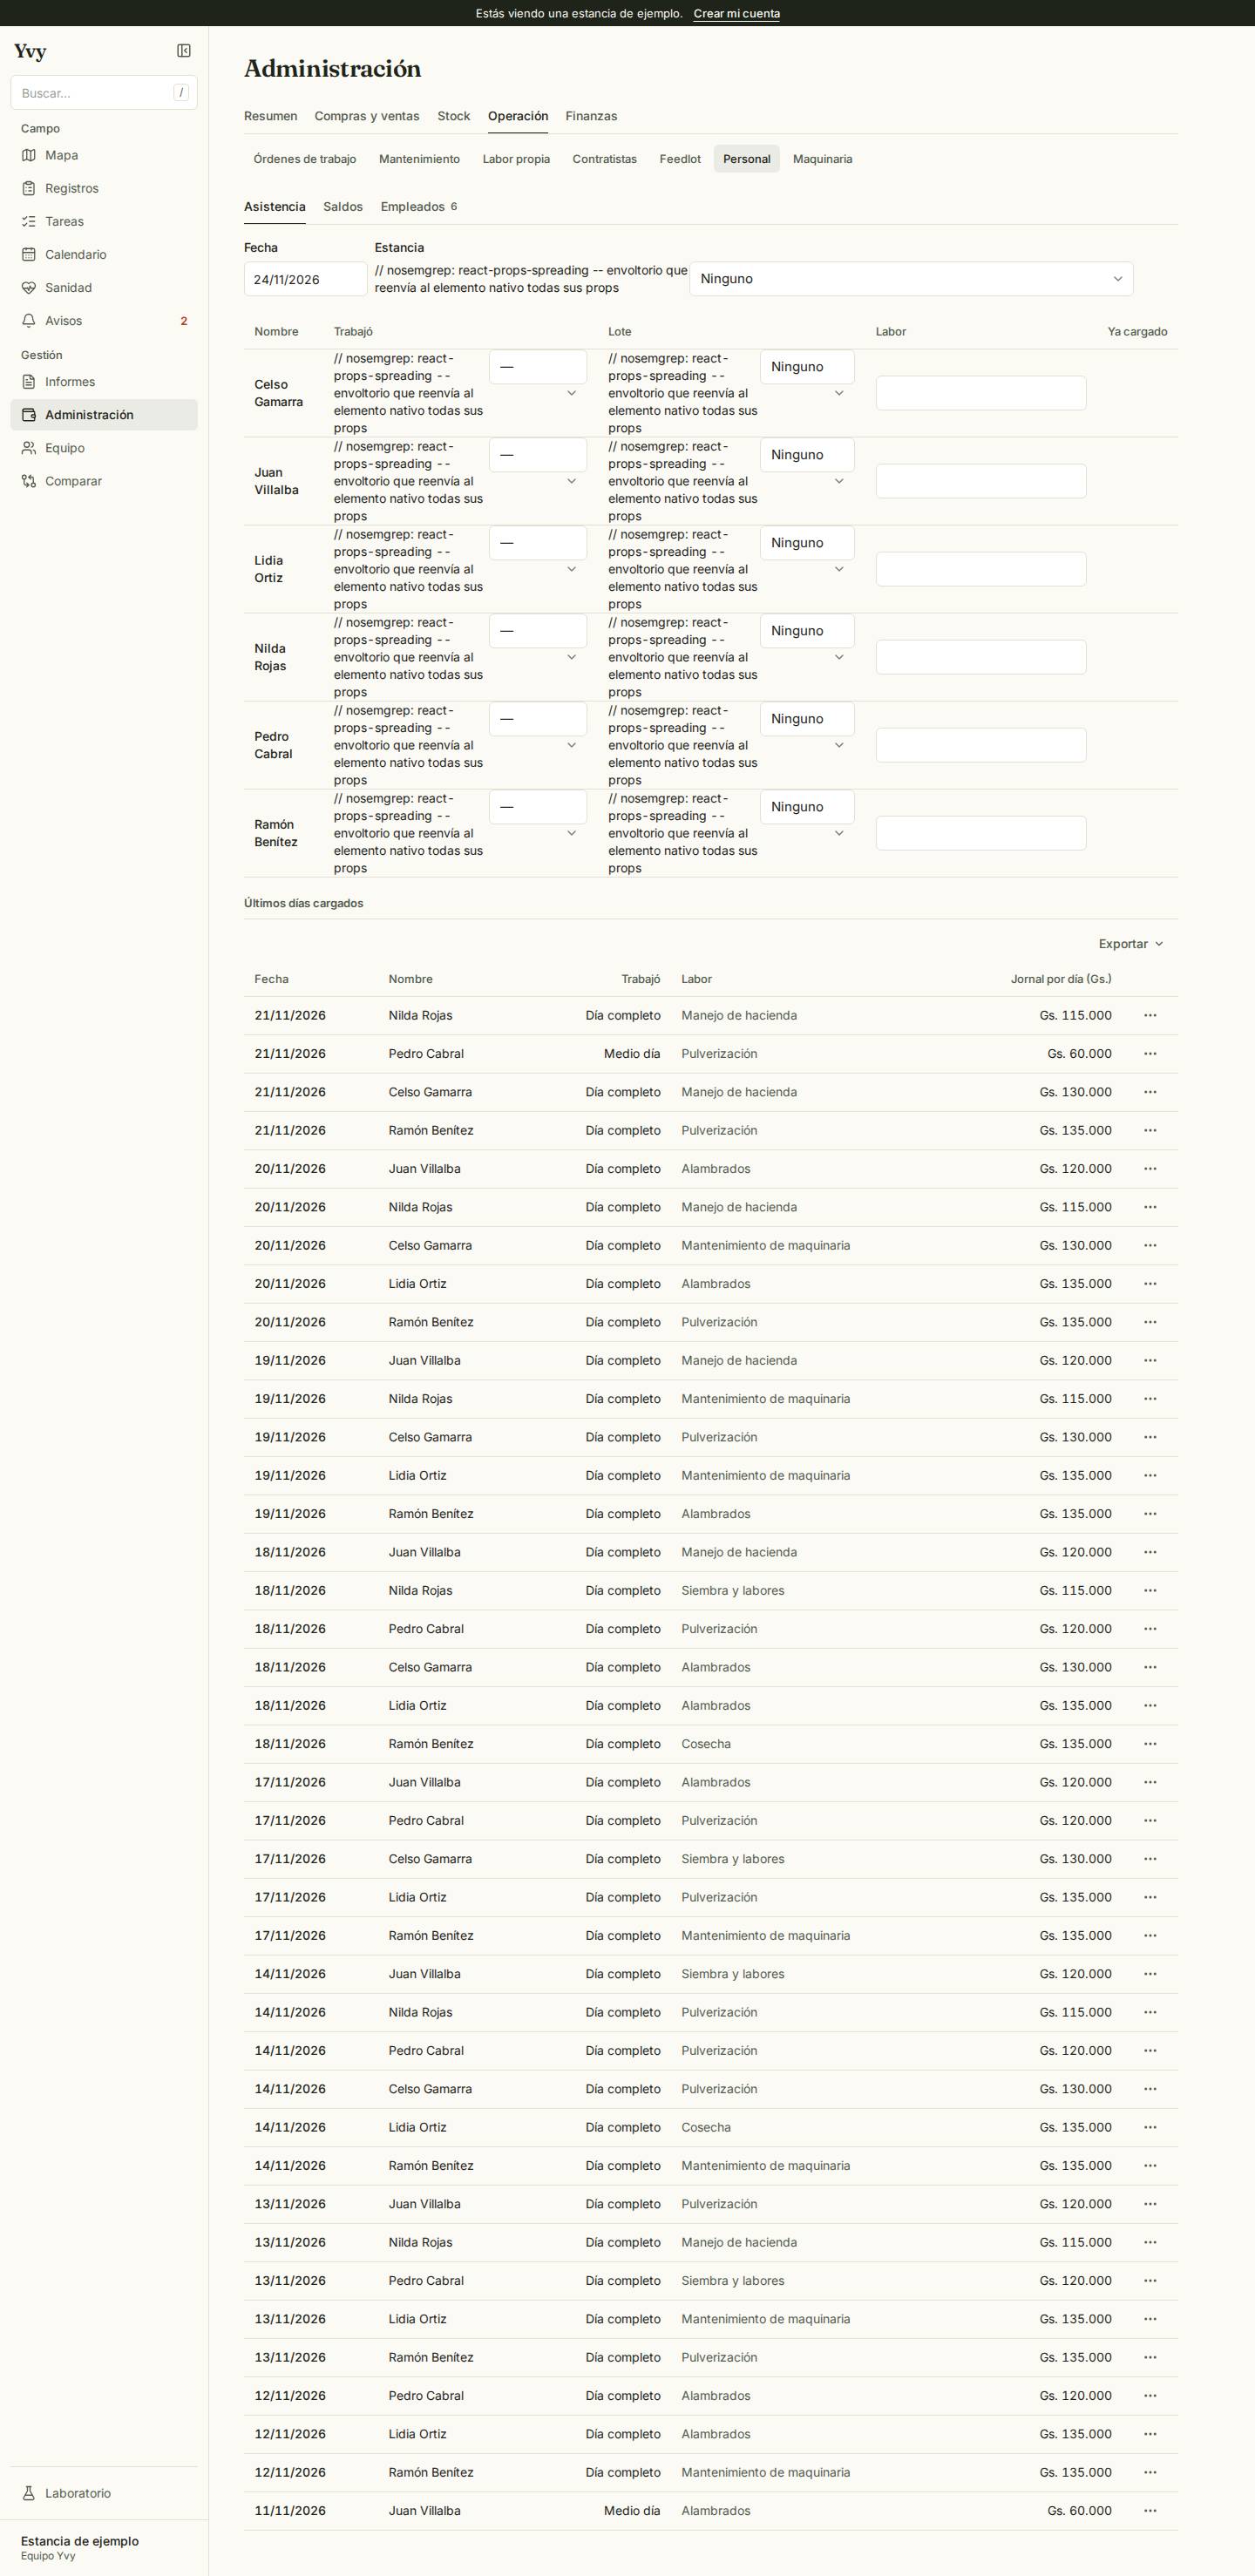 Estás viendo una estancia de ejemplo. Crear mi cuenta
Yvy
Buscar... /
Campo
Mapa
Registros
Tareas
Calendario
Sanidad
Avisos 2
Gestión
Informes
Administración
Equipo
Comparar
Laboratorio
Estancia de ejemplo
Equipo Yvy
Administración
Resumen Compras y ventas Stock Operación Finanzas
Órdenes de trabajo Mantenimiento Labor propia Contratistas Feedlot Personal Maquinaria
Asistencia Saldos Empleados 6
Fecha Estancia
24/11/2026
// nosemgrep: react-props-spreading -- envoltorio que
reenvía al elemento nativo todas sus props
Ninguno
Nombre Trabajó Lote Labor Ya cargado
Celso
Gamarra
// nosemgrep: react-
props-spreading --
envoltorio que reenvía al
elemento nativo todas sus
props
—
// nosemgrep: react-
props-spreading --
envoltorio que reenvía al
elemento nativo todas sus
props
Ninguno
Juan
Villalba
// nosemgrep: react-
props-spreading --
envoltorio que reenvía al
elemento nativo todas sus
props
—
// nosemgrep: react-
props-spreading --
envoltorio que reenvía al
elemento nativo todas sus
props
Ninguno
Lidia
Ortiz
// nosemgrep: react-
props-spreading --
envoltorio que reenvía al
elemento nativo todas sus
props
—
// nosemgrep: react-
props-spreading --
envoltorio que reenvía al
elemento nativo todas sus
props
Ninguno
Nilda
Rojas
// nosemgrep: react-
props-spreading --
envoltorio que reenvía al
elemento nativo todas sus
props
—
// nosemgrep: react-
props-spreading --
envoltorio que reenvía al
elemento nativo todas sus
props
Ninguno
Pedro
Cabral
// nosemgrep: react-
props-spreading --
envoltorio que reenvía al
elemento nativo todas sus
props
—
// nosemgrep: react-
props-spreading --
envoltorio que reenvía al
elemento nativo todas sus
props
Ninguno
Ramón
Benítez
// nosemgrep: react-
props-spreading --
envoltorio que reenvía al
elemento nativo todas sus
props
—
// nosemgrep: react-
props-spreading --
envoltorio que reenvía al
elemento nativo todas sus
props
Ninguno
Últimos días cargados
Exportar
Fecha Nombre Trabajó Labor Jornal por día (Gs.)
21/11/2026 Nilda Rojas Día completo Manejo de hacienda Gs. 115.000
21/11/2026 Pedro Cabral Medio día Pulverización Gs. 60.000
21/11/2026 Celso Gamarra Día completo Manejo de hacienda Gs. 130.000
21/11/2026 Ramón Benítez Día completo Pulverización Gs. 135.000
20/11/2026 Juan Villalba Día completo Alambrados Gs. 120.000
20/11/2026 Nilda Rojas Día completo Manejo de hacienda Gs. 115.000
20/11/2026 Celso Gamarra Día completo Mantenimiento de maquinaria Gs. 130.000
20/11/2026 Lidia Ortiz Día completo Alambrados Gs. 135.000
20/11/2026 Ramón Benítez Día completo Pulverización Gs. 135.000
19/11/2026 Juan Villalba Día completo Manejo de hacienda Gs. 120.000
19/11/2026 Nilda Rojas Día completo Mantenimiento de maquinaria Gs. 115.000
19/11/2026 Celso Gamarra Día completo Pulverización Gs. 130.000
19/11/2026 Lidia Ortiz Día completo Mantenimiento de maquinaria Gs. 135.000
19/11/2026 Ramón Benítez Día completo Alambrados Gs. 135.000
18/11/2026 Juan Villalba Día completo Manejo de hacienda Gs. 120.000
18/11/2026 Nilda Rojas Día completo Siembra y labores Gs. 115.000
18/11/2026 Pedro Cabral Día completo Pulverización Gs. 120.000
18/11/2026 Celso Gamarra Día completo Alambrados Gs. 130.000
18/11/2026 Lidia Ortiz Día completo Alambrados Gs. 135.000
18/11/2026 Ramón Benítez Día completo Cosecha Gs. 135.000
17/11/2026 Juan Villalba Día completo Alambrados Gs. 120.000
17/11/2026 Pedro Cabral Día completo Pulverización Gs. 120.000
17/11/2026 Celso Gamarra Día completo Siembra y labores Gs. 130.000
17/11/2026 Lidia Ortiz Día completo Pulverización Gs. 135.000
17/11/2026 Ramón Benítez Día completo Mantenimiento de maquinaria Gs. 135.000
14/11/2026 Juan Villalba Día completo Siembra y labores Gs. 120.000
14/11/2026 Nilda Rojas Día completo Pulverización Gs. 115.000
14/11/2026 Pedro Cabral Día completo Pulverización Gs. 120.000
14/11/2026 Celso Gamarra Día completo Pulverización Gs. 130.000
14/11/2026 Lidia Ortiz Día completo Cosecha Gs. 135.000
14/11/2026 Ramón Benítez Día completo Mantenimiento de maquinaria Gs. 135.000
13/11/2026 Juan Villalba Día completo Pulverización Gs. 120.000
13/11/2026 Nilda Rojas Día completo Manejo de hacienda Gs. 115.000
13/11/2026 Pedro Cabral Día completo Siembra y labores Gs. 120.000
13/11/2026 Lidia Ortiz Día completo Mantenimiento de maquinaria Gs. 135.000
13/11/2026 Ramón Benítez Día completo Pulverización Gs. 135.000
12/11/2026 Pedro Cabral Día completo Alambrados Gs. 120.000
12/11/2026 Lidia Ortiz Día completo Alambrados Gs. 135.000
12/11/2026 Ramón Benítez Día completo Mantenimiento de maquinaria Gs. 135.000
11/11/2026 Juan Villalba Medio día Alambrados Gs. 60.000